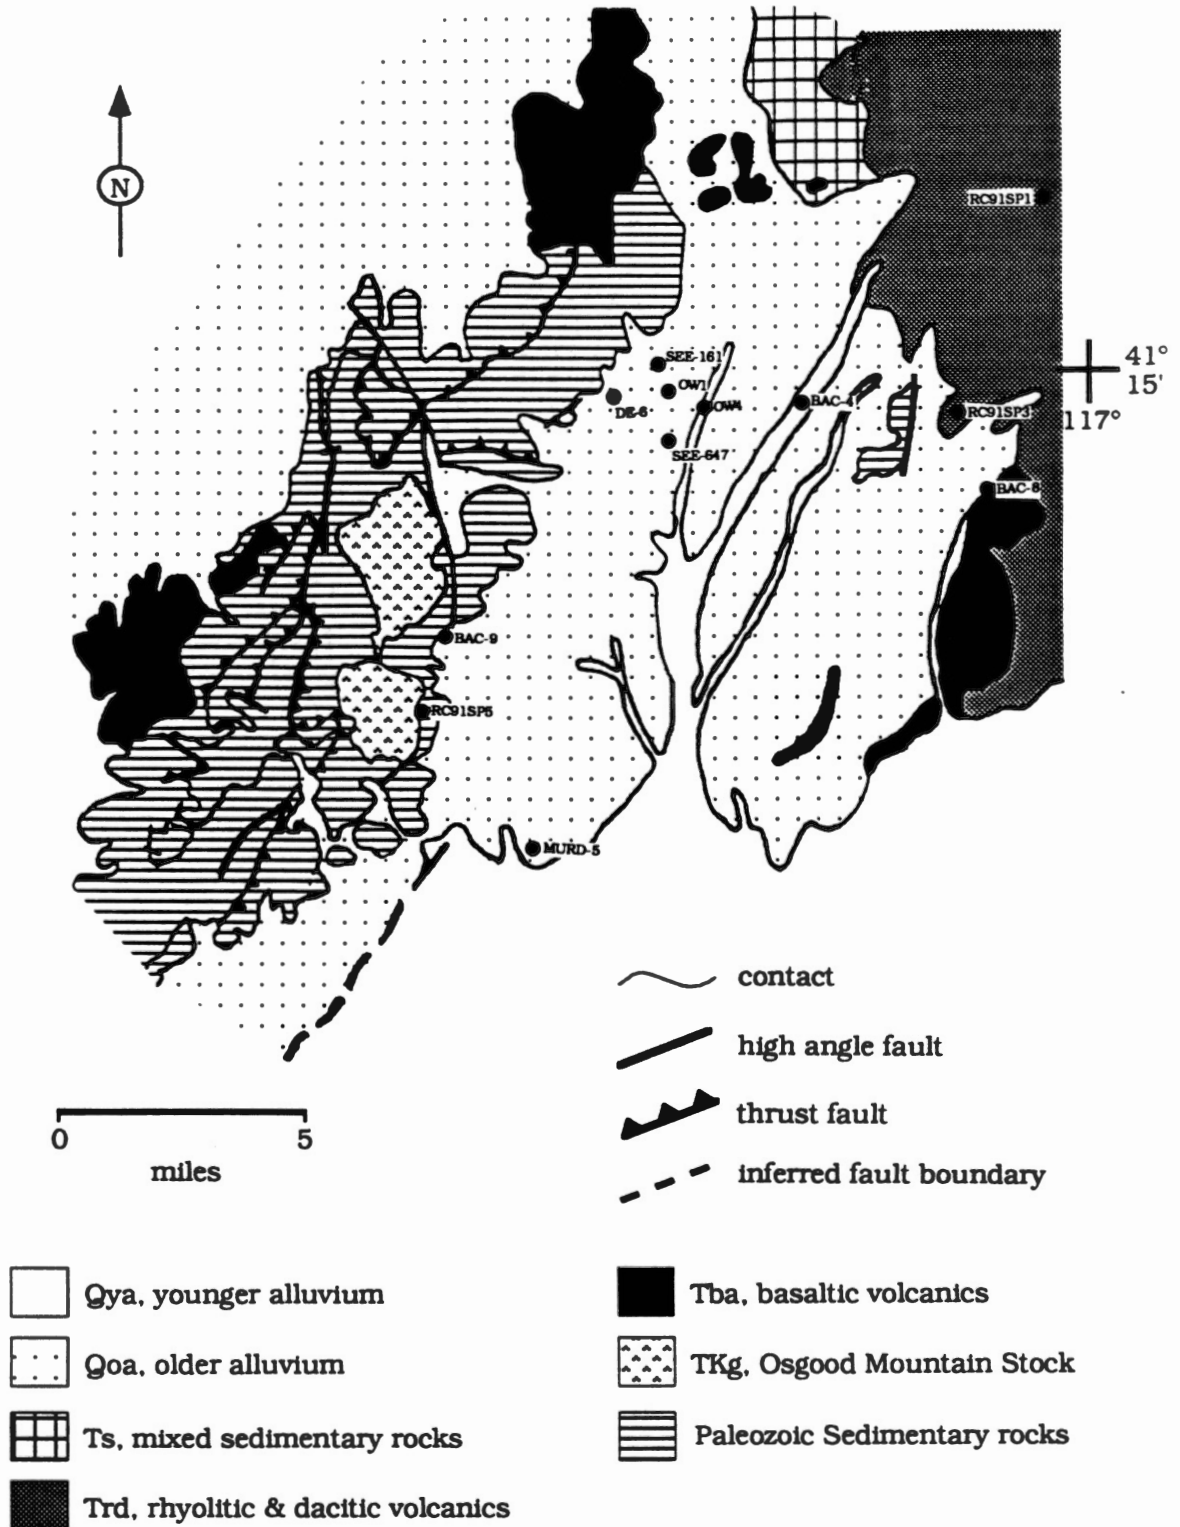 N
RC91SP1
41°
15'
117°
SEE-161
OW1
DE-6
OW4
BAC-4
RC91SP3
SEE-647
BAC-8
BAC-9
RC91SP5
MURD-5
contact
high angle fault
thrust fault
inferred fault boundary
0 5
miles
Qya, younger alluvium
Qoa, older alluvium
Ts, mixed sedimentary rocks
Trd, rhyolitic & dacitic volcanics
Tba, basaltic volcanics
TKg, Osgood Mountain Stock
Paleozoic Sedimentary rocks